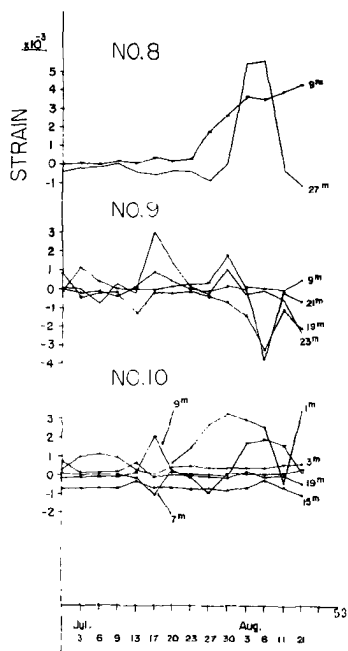 ×10⁻³
NO.8
STRAIN
5
4
3
2
1
0
-1
9ᵐ
27ᵐ
NO.9
3
2
1
0
-1
-2
-3
-4
9ᵐ
21ᵐ
19ᵐ
23ᵐ
NO.10
3
2
1
0
-1
-2
9ᵐ
7ᵐ
1ᵐ
3ᵐ
19ᵐ
15ᵐ
53
Jul. Aug.
3 6 9 13 17 20 23 27 30 3 8 11 21